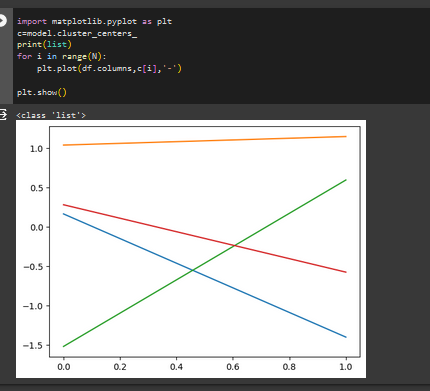 import matplotlib.pyplot as plt
c=model.cluster_centers_
print(list)
for i in range(N):
    plt.plot(df.columns,c[i],'-')
plt.show()
<class 'list'>
1.0
0.5
0.0
−0.5
−1.0
−1.5
0.0 0.2 0.4 0.6 0.8 1.0